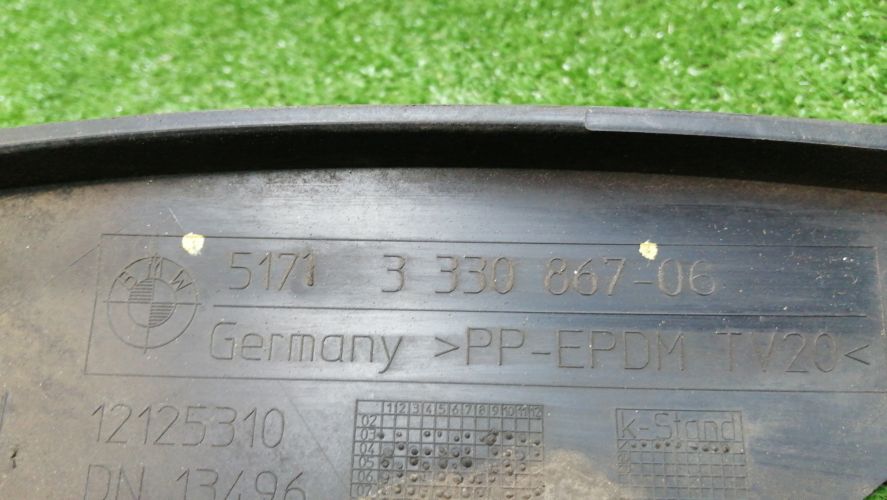 BMW
5171 3 330 867-06
Germany >PP-EPDM TV20<
12125310
1 2 3 4 5 6 7 8 9 10 11 12
02
03
04
05
06
k-Stand
DN 13496